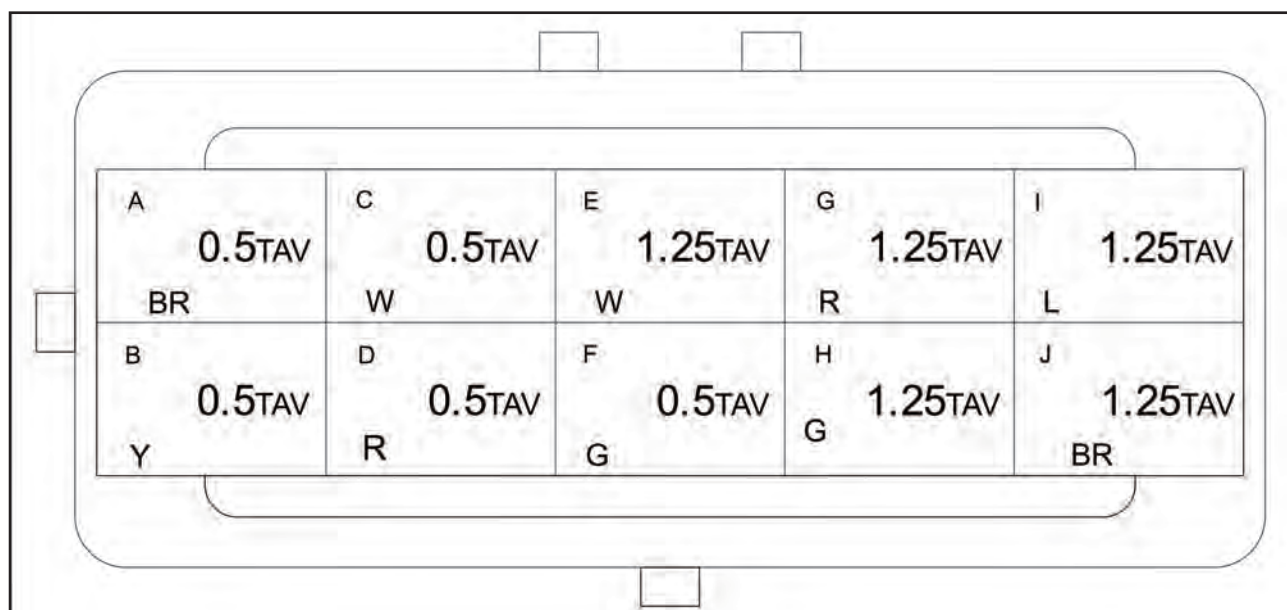 A C E G I
0.5TAV 0.5TAV 1.25TAV 1.25TAV 1.25TAV
BR W W R L
B D F H J
0.5TAV 0.5TAV 0.5TAV 1.25TAV 1.25TAV
Y R G G BR